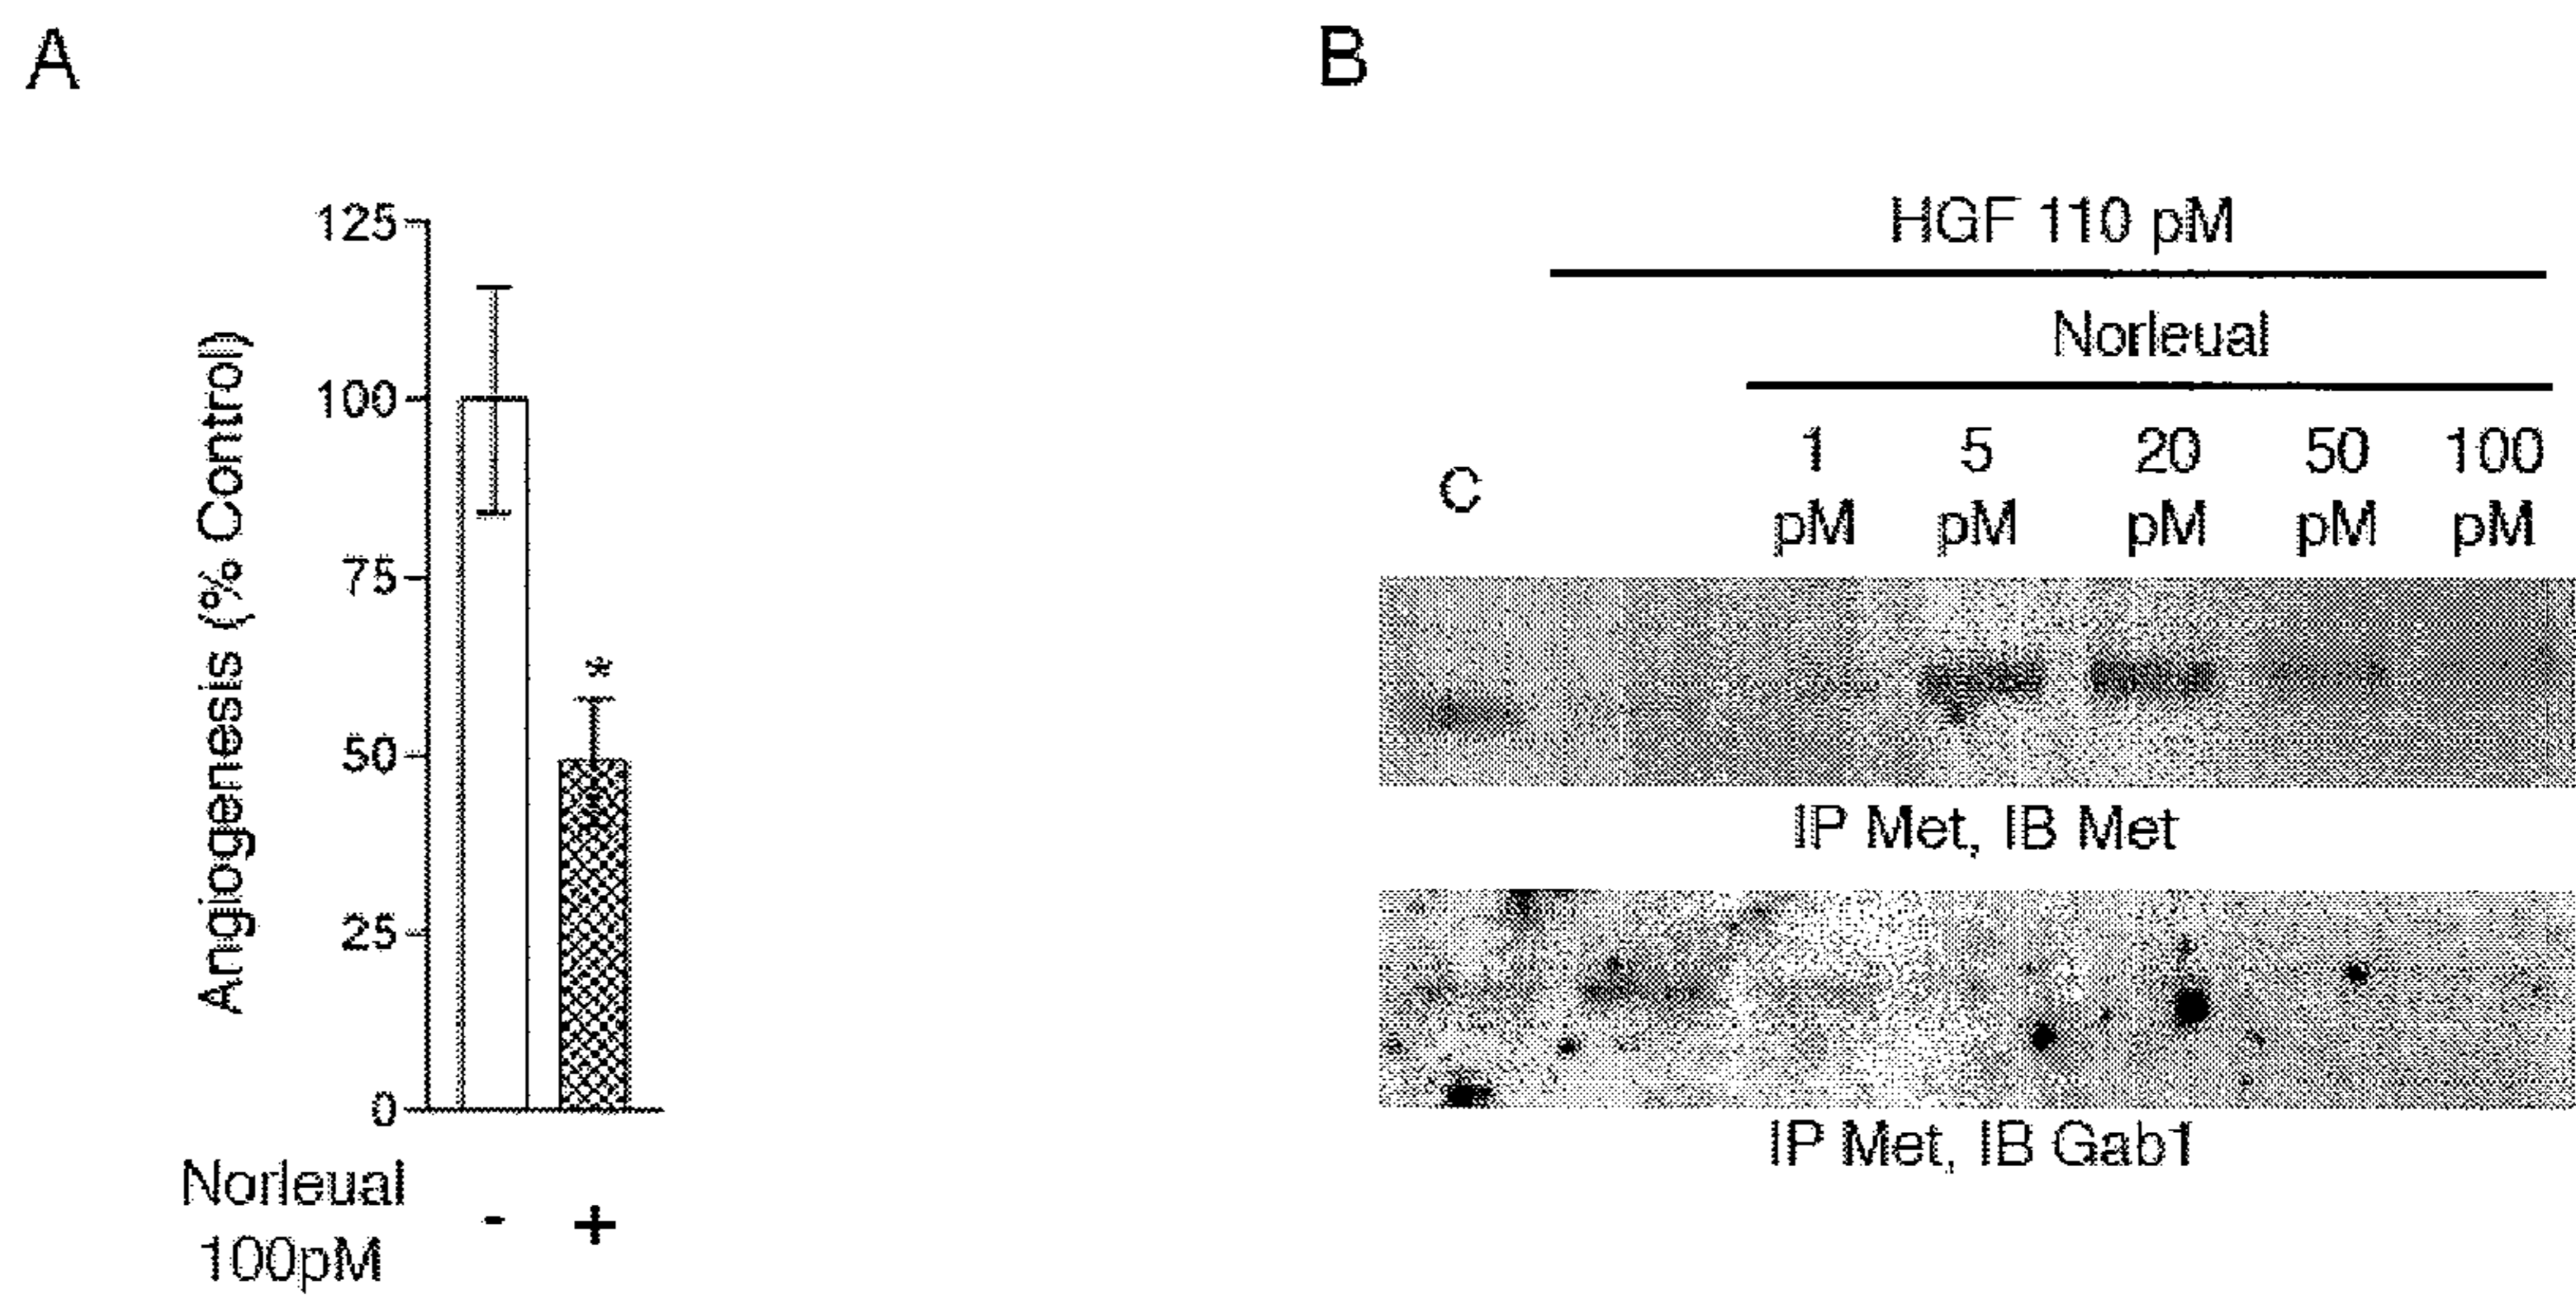 A
Angiogenesis (% Control)
125
100
75
50
25
0
*
Norleual
100pM
- +
B
HGF 110 pM
Norleual
C
1 5 20 50 100
pM pM pM pM pM
IP Met, IB Met
IP Met, IB Gab1